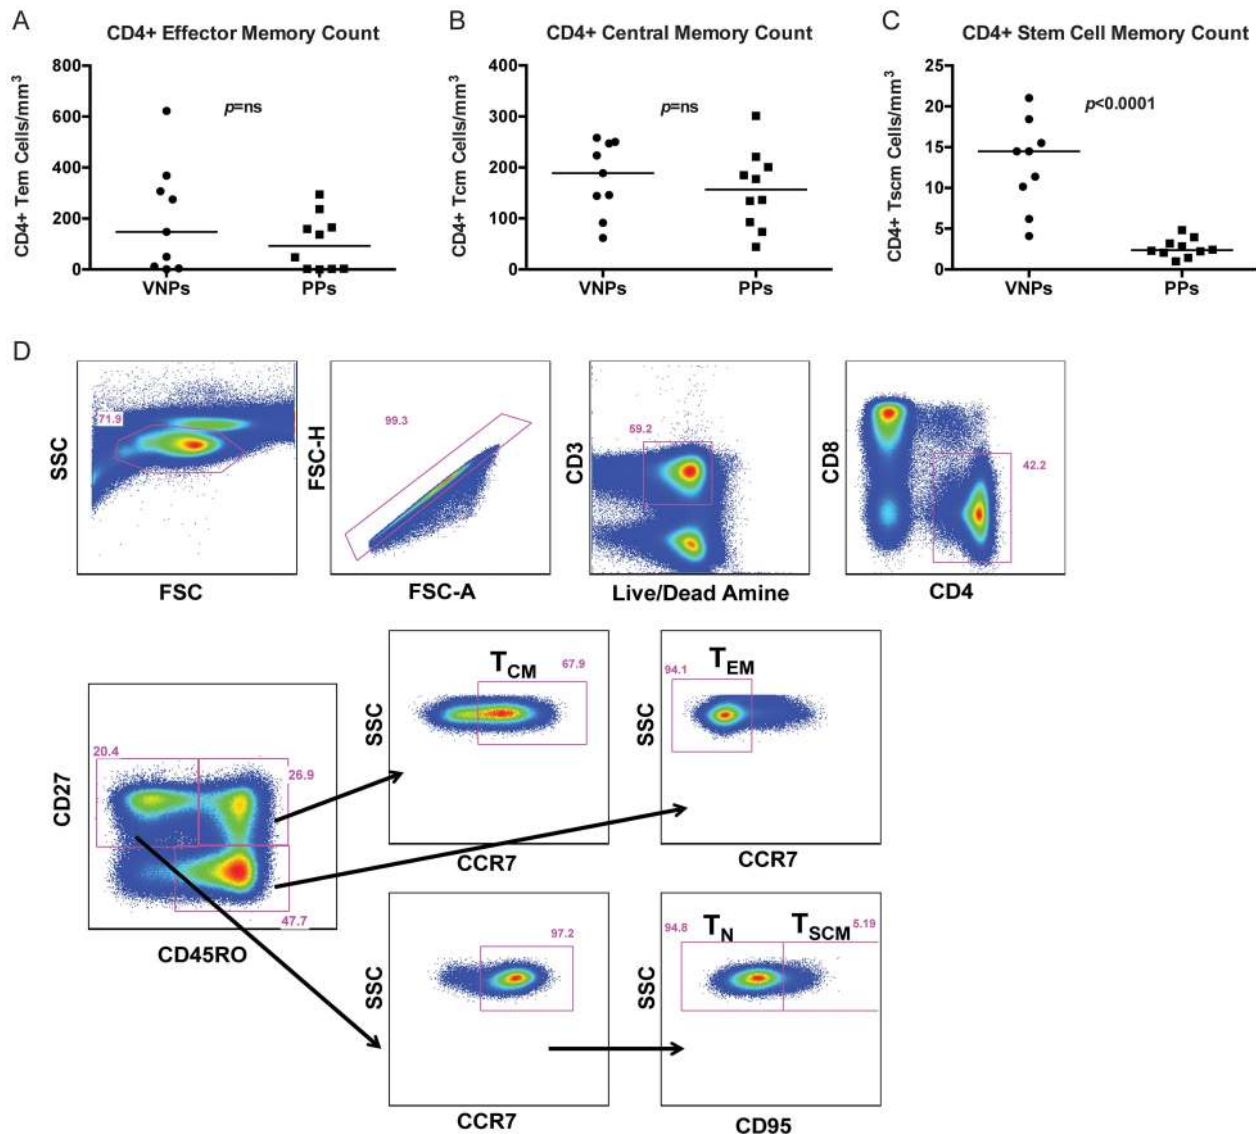 A
CD4+ Effector Memory Count
CD4+ Tem Cells/mm³
800
600
400
200
0
p=ns
VNPs
PPs
B
CD4+ Central Memory Count
CD4+ Tcm Cells/mm³
400
300
200
100
0
p=ns
VNPs
PPs
C
CD4+ Stem Cell Memory Count
CD4+ Tscm Cells/mm³
25
20
15
10
5
0
p<0.0001
VNPs
PPs
D
SSC
71.9
FSC
FSC-H
99.3
FSC-A
CD3
59.2
Live/Dead Amine
CD8
42.2
CD4
CD27
20.4
26.9
47.7
CD45RO
SSC
TCM
67.9
CCR7
SSC
94.1
TEM
CCR7
SSC
97.2
CCR7
SSC
94.8
TN
TSCM
5.19
CD95